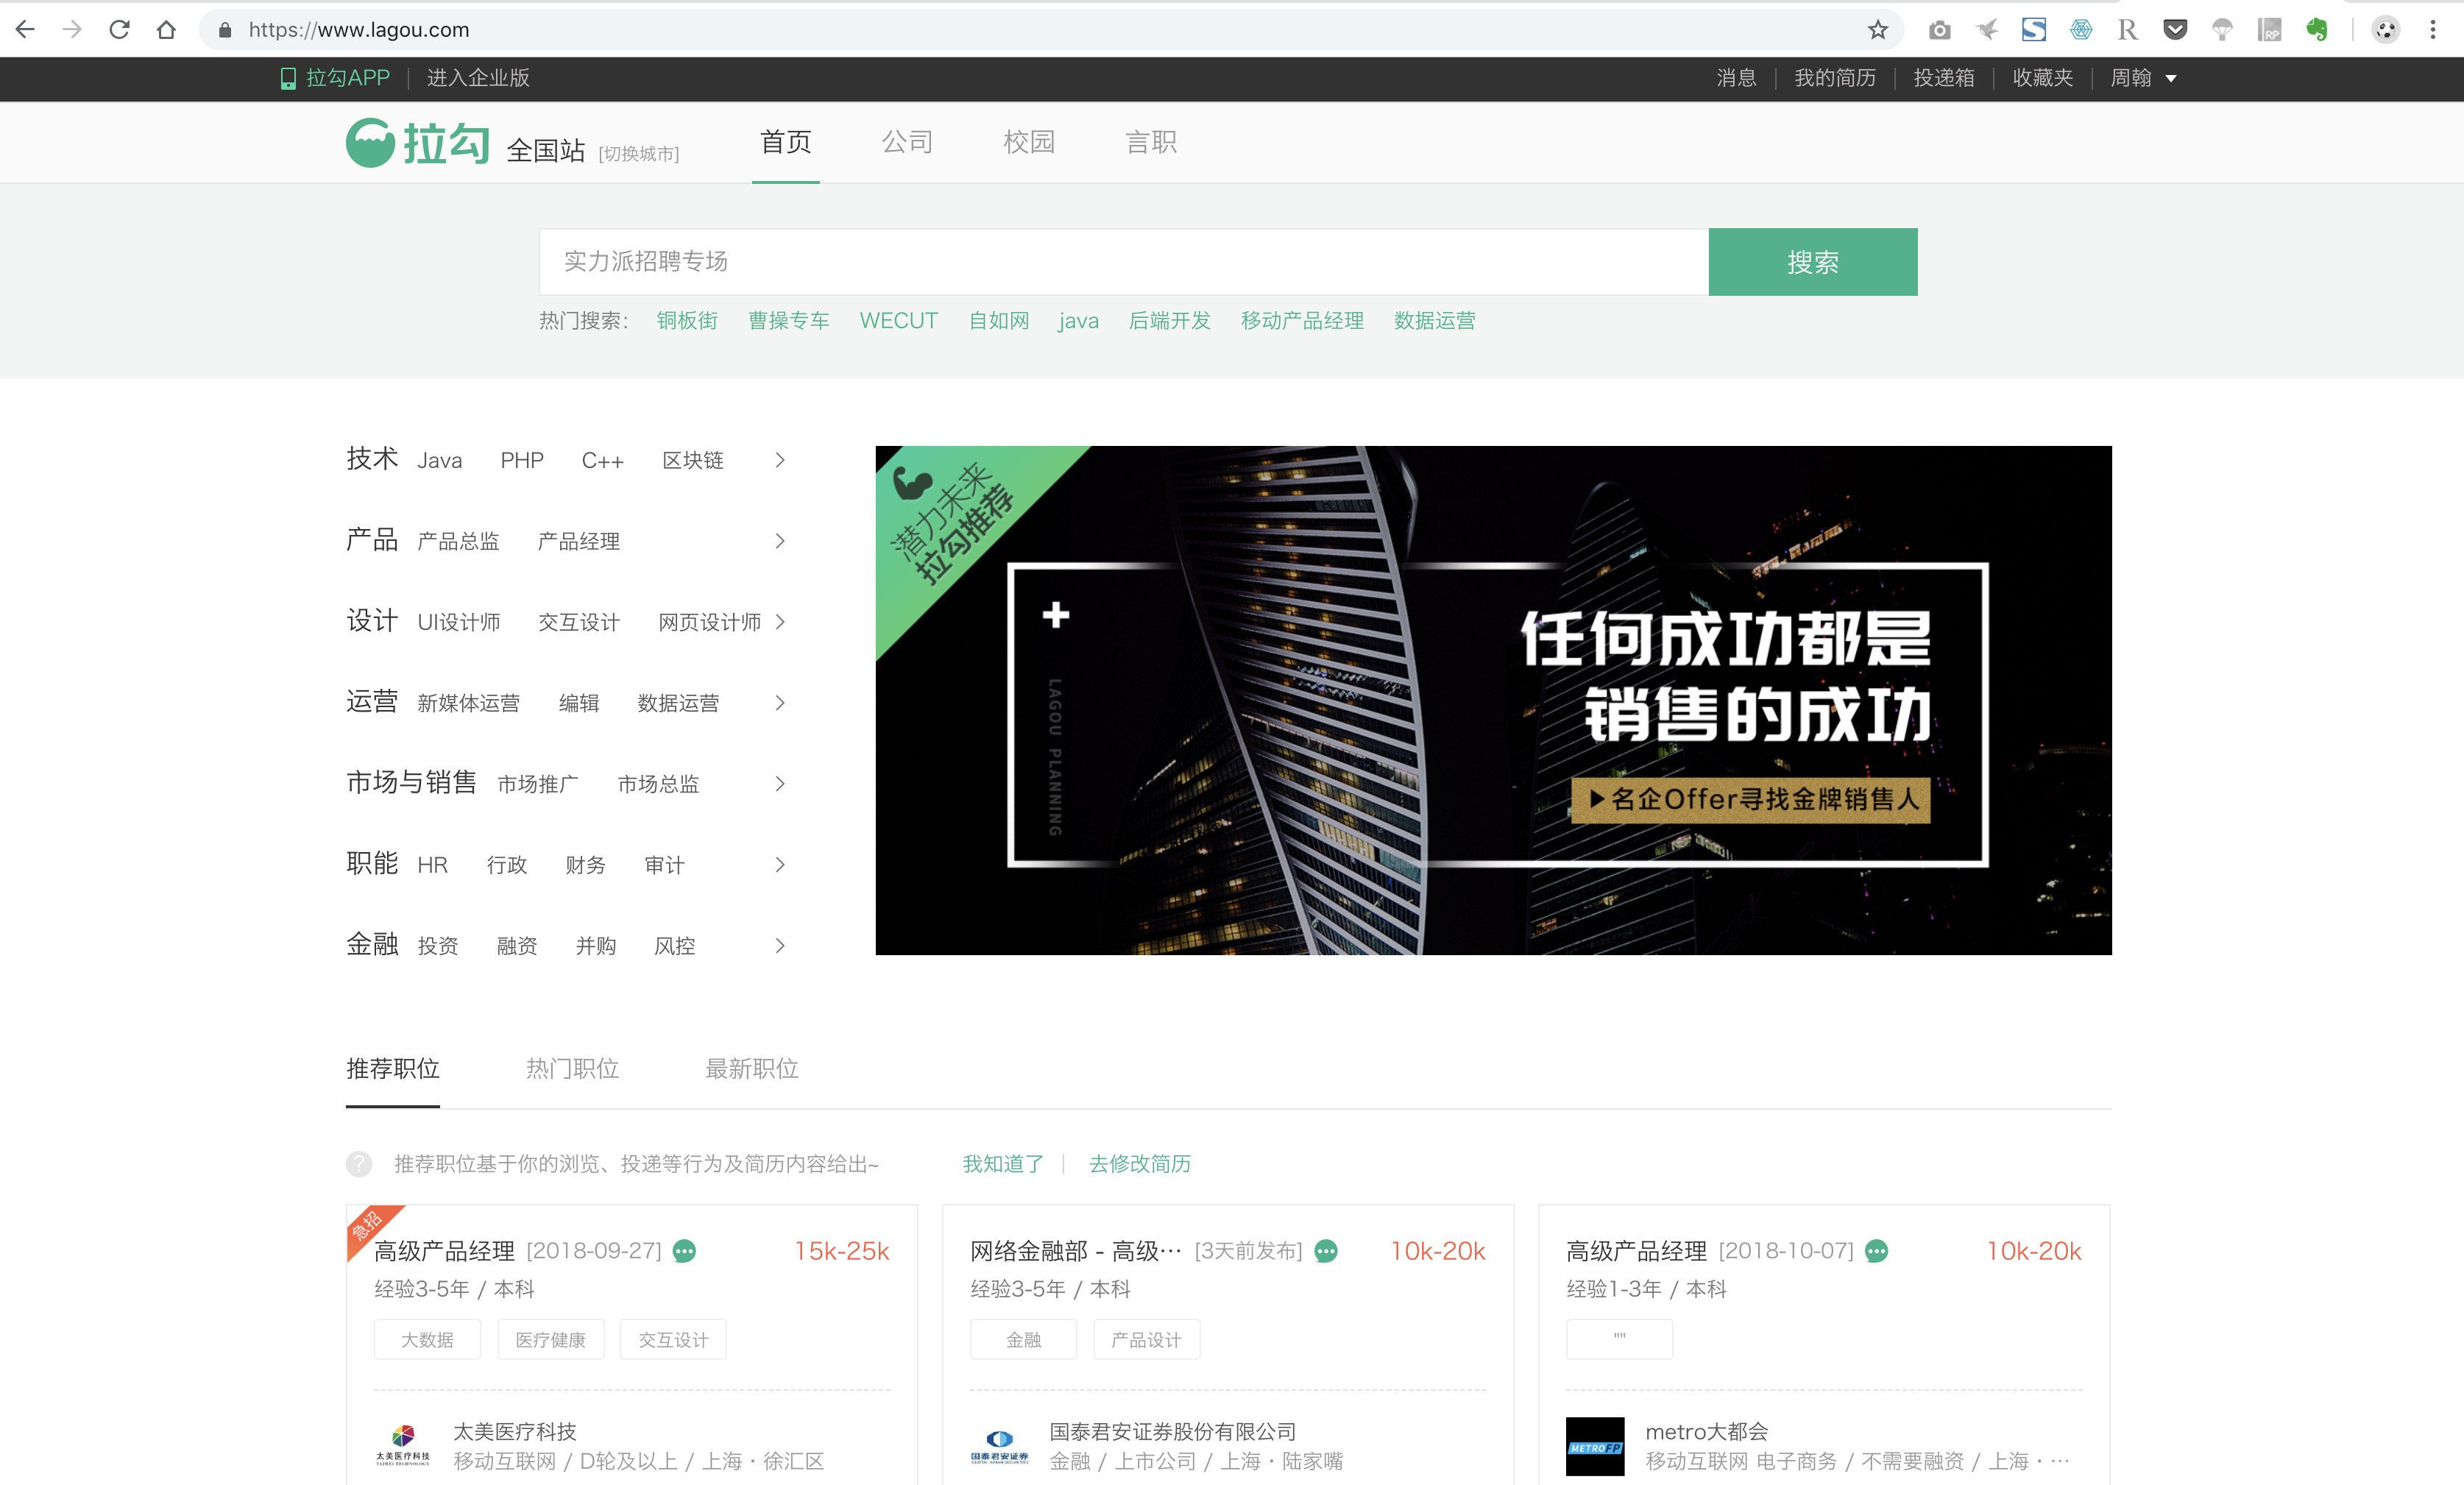 https://www.lagou.com
拉勾APP 进入企业版 消息 我的简历 投递箱 收藏夹 周翰
拉勾 全国站 [切换城市] 首页 公司 校园 言职
实力派招聘专场 搜索
热门搜索: 铜板街 曹操专车 WECUT 自如网 java 后端开发 移动产品经理 数据运营
技术 Java PHP C++ 区块链
产品 产品总监 产品经理
设计 UI设计师 交互设计 网页设计师
运营 新媒体运营 编辑 数据运营
市场与销售 市场推广 市场总监
职能 HR 行政 财务 审计
金融 投资 融资 并购 风控
潜力未来
拉勾推荐
LAGOU PLANNING
任何成功都是
销售的成功
名企Offer寻找金牌销售人
推荐职位 热门职位 最新职位
推荐职位基于你的浏览、投递等行为及简历内容给出~ 我知道了 去修改简历
急招
高级产品经理 [2018-09-27] 15k-25k
经验3-5年 / 本科
大数据 医疗健康 交互设计
太美医疗科技
TAIMEI TECHNOLOGY
太美医疗科技
移动互联网 / D轮及以上 / 上海·徐汇区
网络金融部 - 高级… [3天前发布] 10k-20k
经验3-5年 / 本科
金融 产品设计
国泰君安证券
GUOTAI JUNAN SECURITIES
国泰君安证券股份有限公司
金融 / 上市公司 / 上海·陆家嘴
高级产品经理 [2018-10-07] 10k-20k
经验1-3年 / 本科
""
METROFP
metro大都会
移动互联网 电子商务 / 不需要融资 / 上海·…